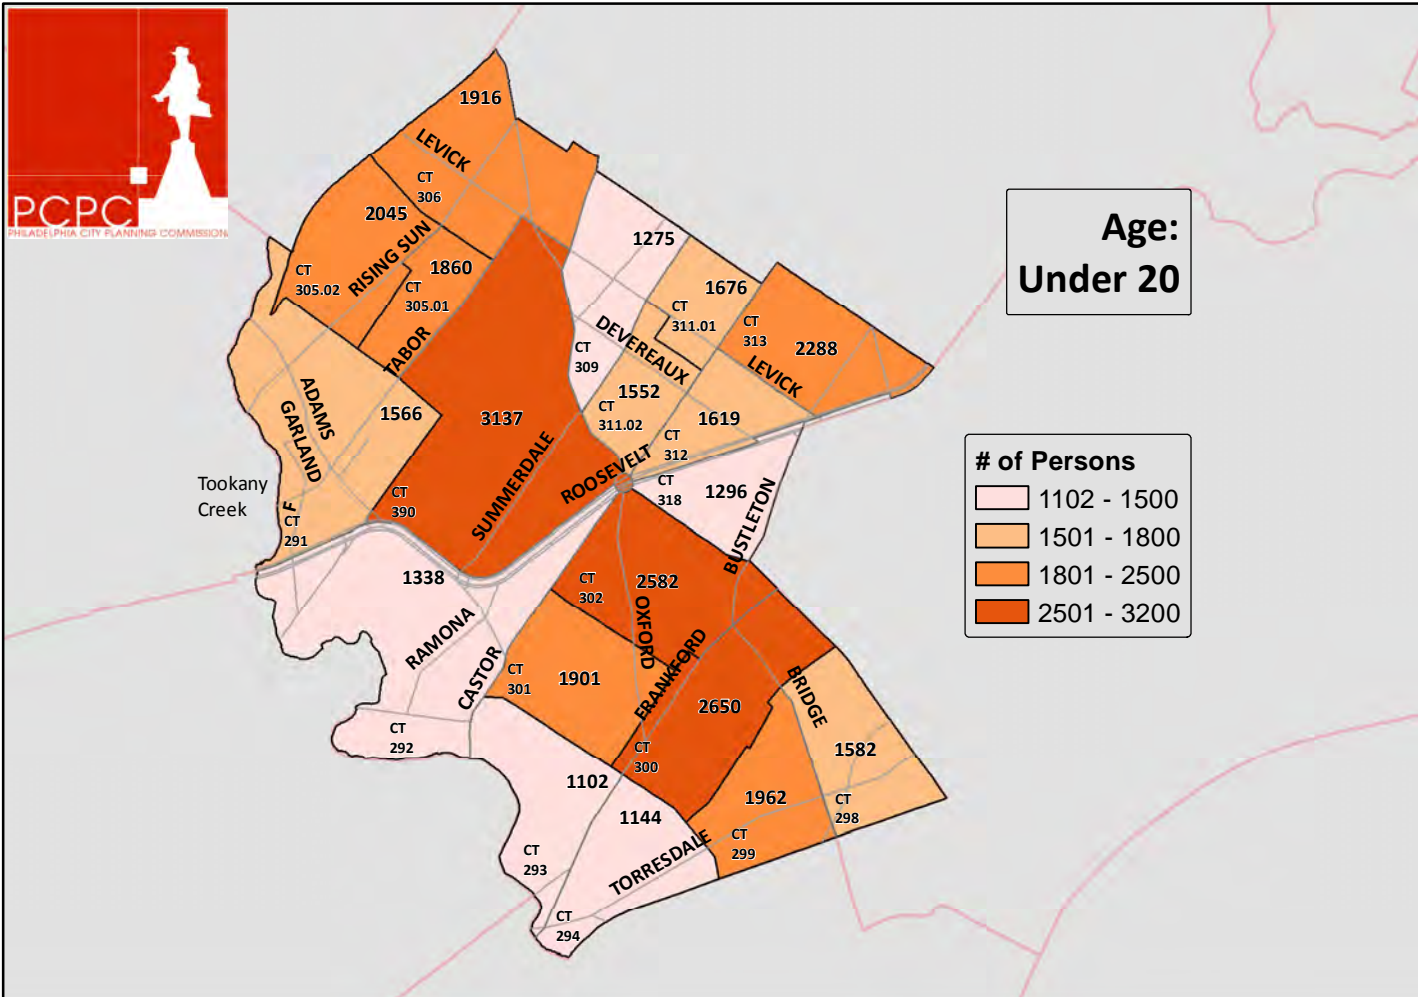 PCPC
PHILADELPHIA CITY PLANNING COMMISSION
Age:
Under 20
# of Persons
1102 - 1500
1501 - 1800
1801 - 2500
2501 - 3200
1916
LEVICK
CT
306
2045
RISING SUN
CT
305.02
1860
CT
305.01
TABOR
1275
1676
CT
311.01
CT
313
2288
DEVEREAUX
LEVICK
CT
309
1552
CT
311.02
1619
CT
312
ADAMS
GARLAND
1566
3137
SUMMERDALE
ROOSEVELT
CT
318
1296
BUSTLETON
Tookany
Creek
F
CT
291
CT
390
1338
CT
302
2582
OXFORD
RAMONA
CASTOR
FRANKFORD
CT
301
1901
2650
BRIDGE
CT
292
CT
300
1582
1102
1144
1962
CT
298
CT
299
CT
293
TORRESDALE
CT
294